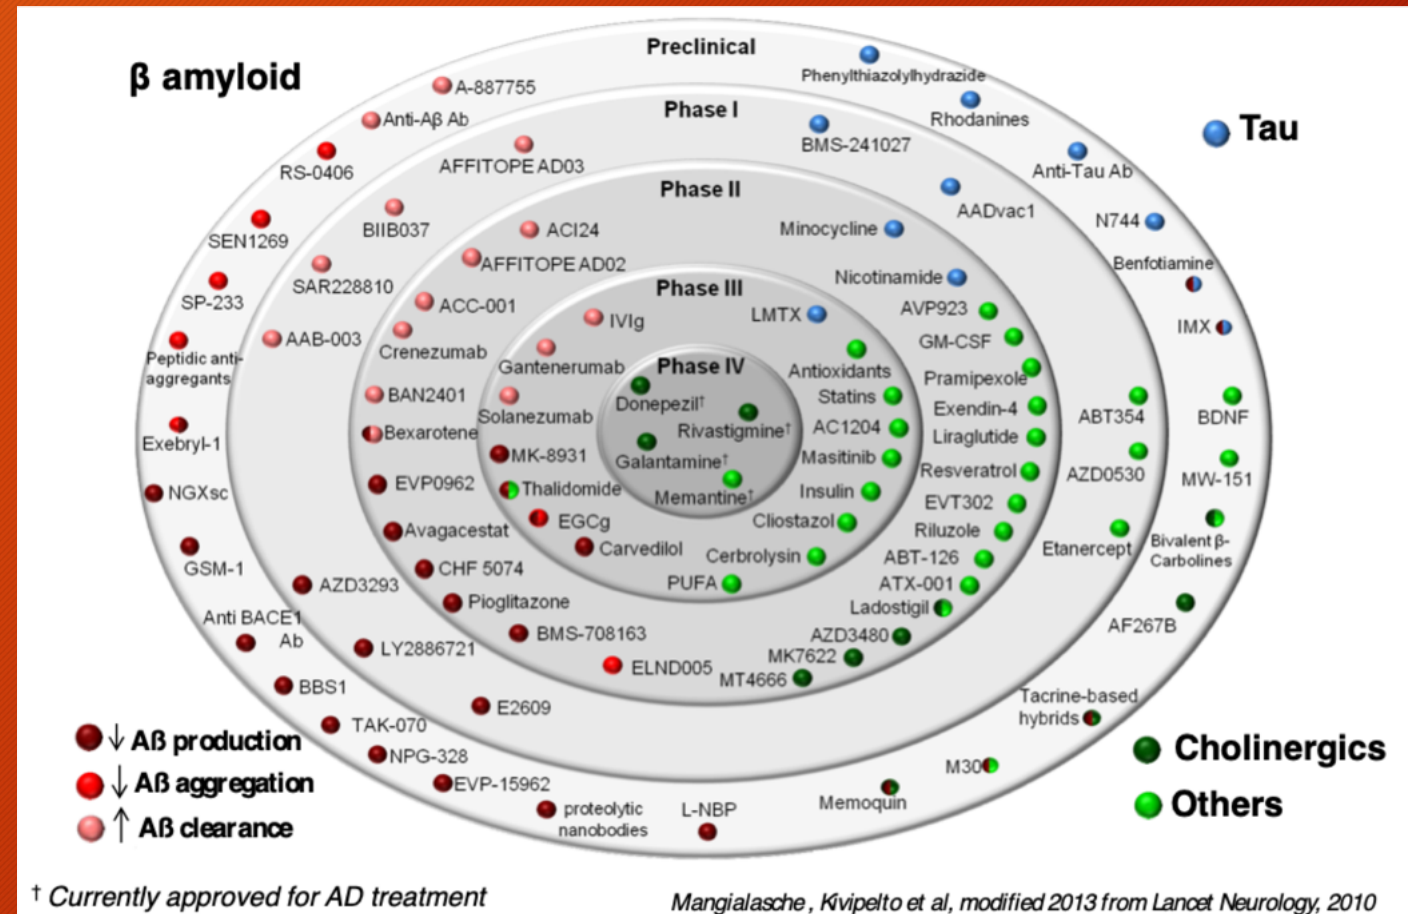 Preclinical
β amyloid
A-887755
Phenylthiazolylhydrazide
Anti-Aβ Ab
Phase I
Rhodanines
Tau
RS-0406
AFFITOPE AD03
BMS-241027
Anti-Tau Ab
Phase II
SEN1269
BIIB037
ACI24
Minocycline
AADvac1
N744
SP-233
SAR228810
AFFITOPE AD02
Nicotinamide
Benfotiamine
Phase III
ACC-001
IVIg
LMTX
AVP923
IMX
AAB-003
Crenezumab
GM-CSF
Peptidic anti-
aggregants
Gantenerumab
Phase IV
Antioxidants
Pramipexole
BAN2401
Solanezumab
Donepezil†
Statins
Exendin-4
ABT354
BDNF
Exebryl-1
Bexarotene
Rivastigmine†
AC1204
Liraglutide
MK-8931
Galantamine†
Masitinib
Resveratrol
AZD0530
MW-151
NGXsc
EVP0962
Thalidomide
Memantine†
Insulin
EVT302
EGCg
Cliostazol
Riluzole
Avagacestat
Carvedilol
Cerbrolysin
ABT-126
Etanercept
Bivalent β-
Carbolines
GSM-1
CHF 5074
PUFA
ATX-001
AZD3293
Pioglitazone
Ladostigil
AF267B
Anti BACE1
Ab
BMS-708163
AZD3480
LY2886721
ELND005
MK7622
MT4666
BBS1
E2609
Tacrine-based
hybrids
TAK-070
NPG-328
M30
EVP-15962
Memoquin
proteolytic
nanobodies
L-NBP
↓ Aß production
↓ Aß aggregation
↑ Aß clearance
Cholinergics
Others
† Currently approved for AD treatment
Mangialasche , Kivipelto et al, modified 2013 from Lancet Neurology, 2010